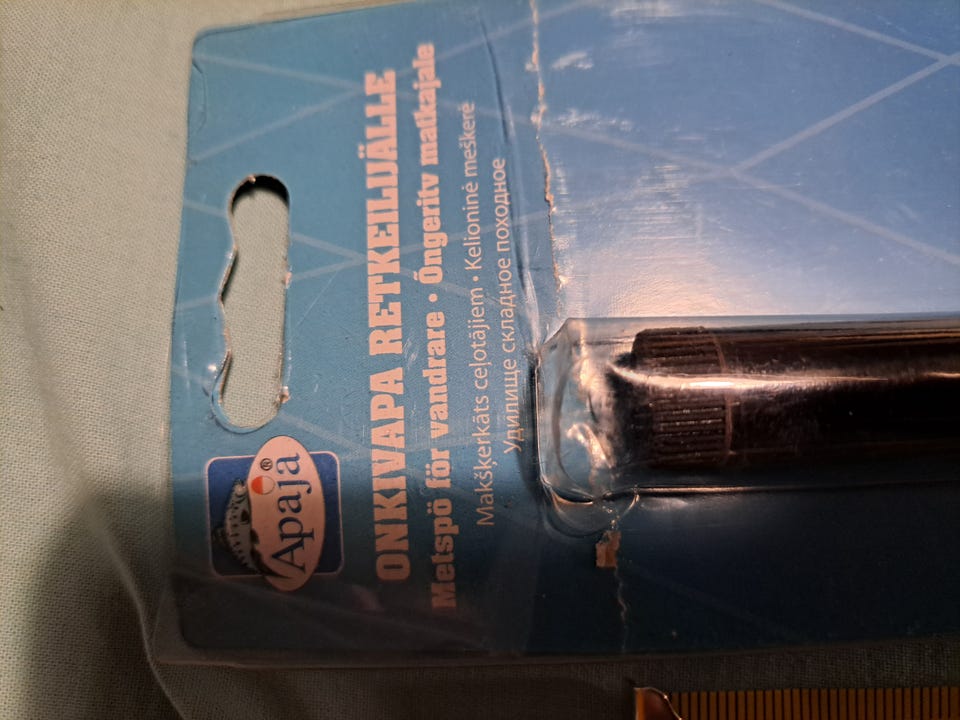 Apaja®
ONKIVAPA RETKEILIJÄLLE
Metspö för vandrare • Õngeritv matkajale
Makšķerkāts ceļotājiem • Kelioninė meškerė
Удилище складное походное